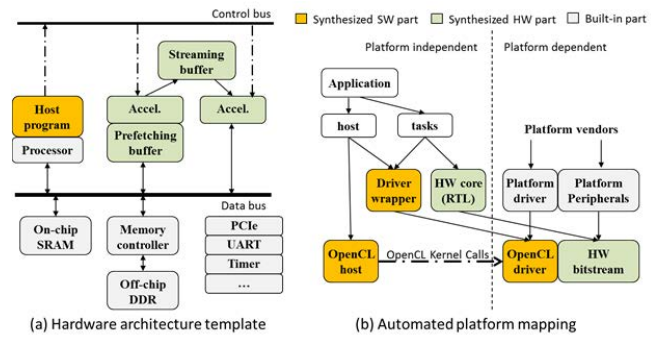 Control bus
Synthesized SW part
Synthesized HW part
Built-in part
Streaming
buffer
Host
program
Processor
Accel.
Prefetching
buffer
Accel.
Data bus
On-chip
SRAM
Memory
controller
Off-chip
DDR
PCIe
UART
Timer
...
(a) Hardware architecture template
Platform independent
Platform dependent
Application
host
tasks
Platform vendors
Driver
wrapper
HW core
(RTL)
Platform
driver
Platform
Peripherals
OpenCL
host
OpenCL Kernel Calls
OpenCL
driver
HW
bitstream
(b) Automated platform mapping